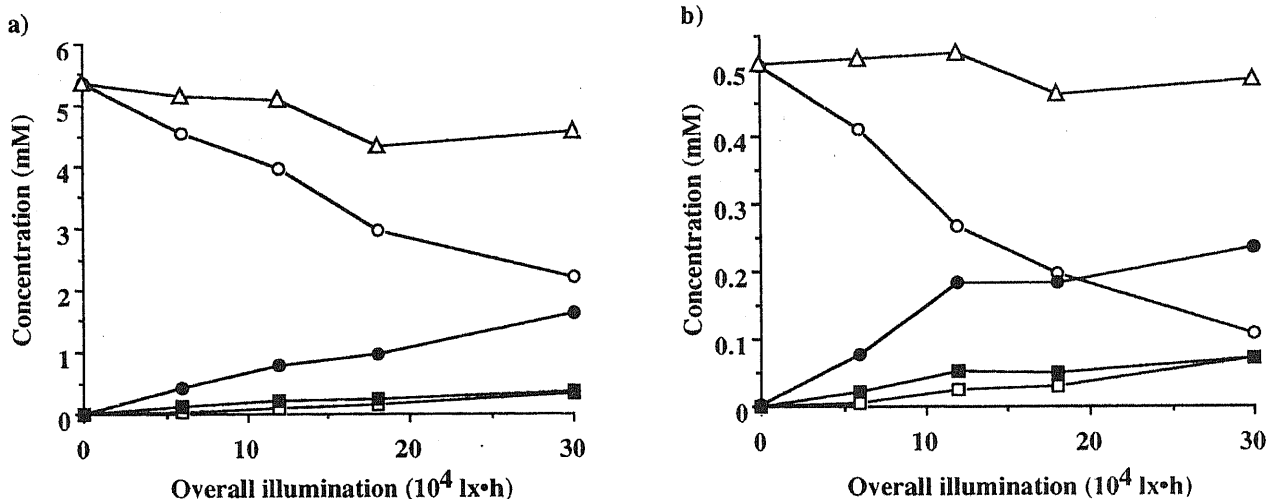 a)
6
5
4
3
2
1
0
Concentration (mM)
0 10 20 30
Overall illumination (10⁴ lx•h)
b)
0.5
0.4
0.3
0.2
0.1
0
Concentration (mM)
0 10 20 30
Overall illumination (10⁴ lx•h)